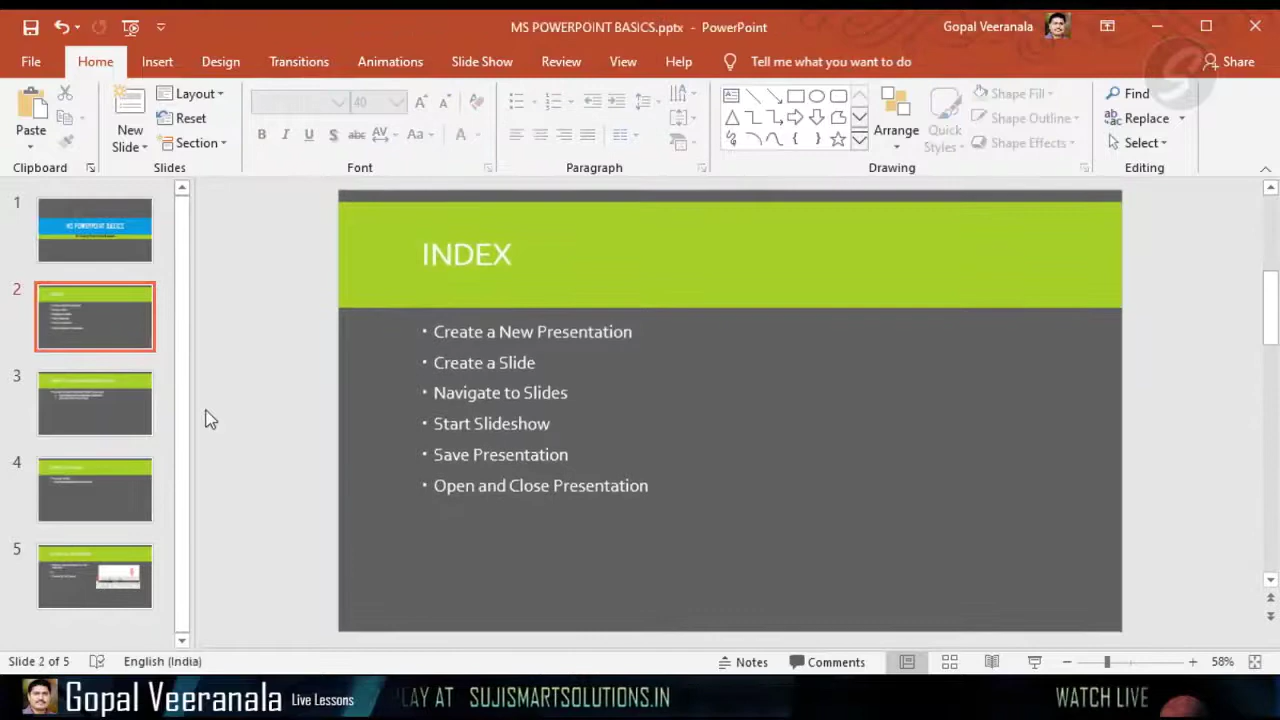 MS POWERPOINT BASICS.pptx - PowerPoint
Gopal Veeranala
File Home Insert Design Transitions Animations Slide Show Review View Help Tell me what you want to do Share
Paste
New Slide
Layout
Reset
Section
40
Arrange
Quick Styles
Shape Fill
Shape Outline
Shape Effects
Find
Replace
Select
Clipboard Slides Font Paragraph Drawing Editing
1
MS POWERPOINT BASICS
2
3
4
5
INDEX
• Create a New Presentation
• Create a Slide
• Navigate to Slides
• Start Slideshow
• Save Presentation
• Open and Close Presentation
Slide 2 of 5 English (India) Notes Comments 58%
Gopal Veeranala Live Lessons LAY AT SUJISMARTSOLUTIONS.IN WATCH LIVE